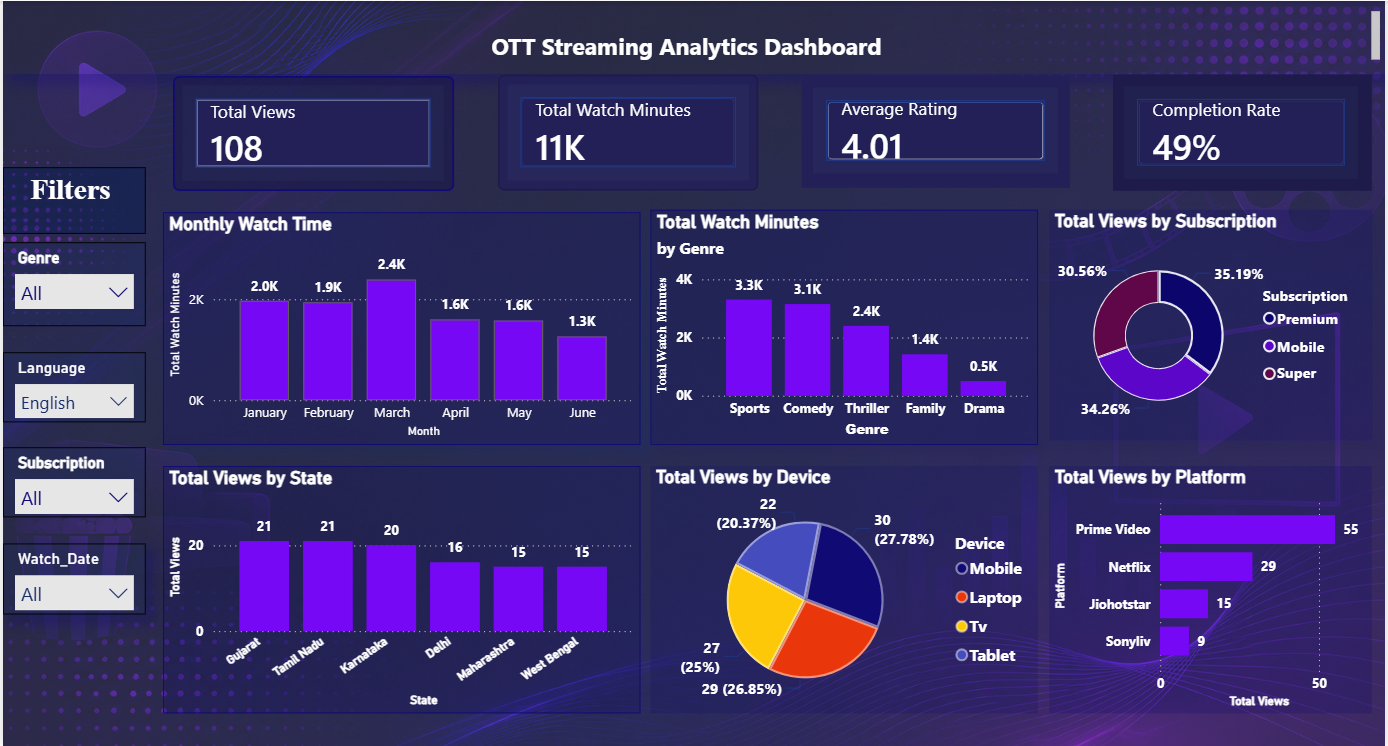 OTT Streaming Analytics Dashboard
Total Views
108
Total Watch Minutes
11K
Average Rating
4.01
Completion Rate
49%
Filters
Genre
All
Language
English
Subscription
All
Watch_Date
All
Monthly Watch Time
Total Watch Minutes
2K
0K
2.0K
1.9K
2.4K
1.6K
1.6K
1.3K
January February March April May June
Month
Total Watch Minutes
by Genre
Total Watch Minutes
4K
2K
0K
3.3K
3.1K
2.4K
1.4K
0.5K
Sports Comedy Thriller Family Drama
Genre
Total Views by Subscription
30.56%
35.19%
34.26%
Subscription
Premium
Mobile
Super
Total Views by State
Total Views
20
0
21
21
20
16
15
15
Gujarat Tamil Nadu Karnataka Delhi Maharashtra West Bengal
State
Total Views by Device
22
(20.37%)
30
(27.78%)
27
(25%)
29 (26.85%)
Device
Mobile
Laptop
Tv
Tablet
Total Views by Platform
Platform
Prime Video 55
Netflix 29
Jiohotstar 15
Sonyliv 9
0 50
Total Views